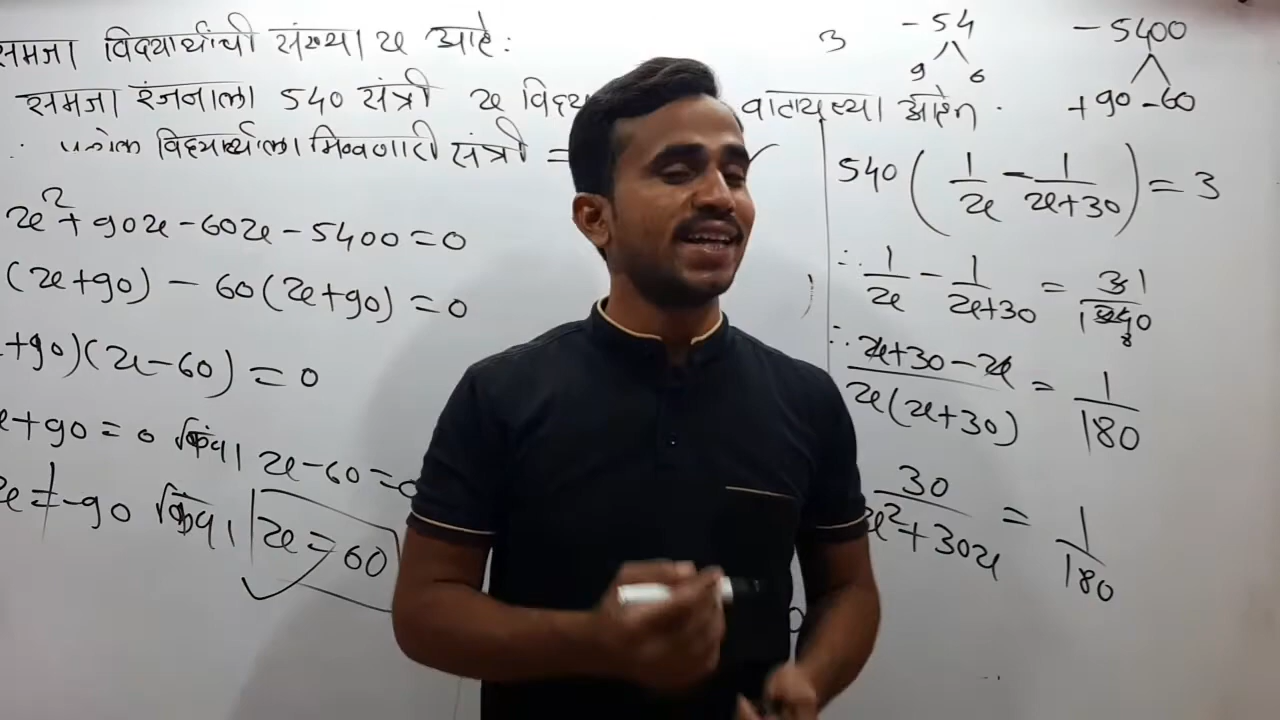 समजा विद्यार्थांची संख्या x आहे.
समजा रंजनाला 540 संत्री x वाटायच्या आहेत.
विद्यार्थ्याला मिळणारी संत्री =
x² + 90x - 60x - 5400 = 0
(x+90) - 60(x+90) = 0
+90)(x-60) = 0
x+90 = 0 किंवा x-60 = 0
x = -90 किंवा x = 60
3
-54
9 6
-5400
+90 -60
540 ( 1/x - 1/x+30 ) = 3
∴ 1/x - 1/x+30 = 3 1/540 180
∴ x+30-x / x(x+30) = 1/180
30 / x²+30x = 1/180